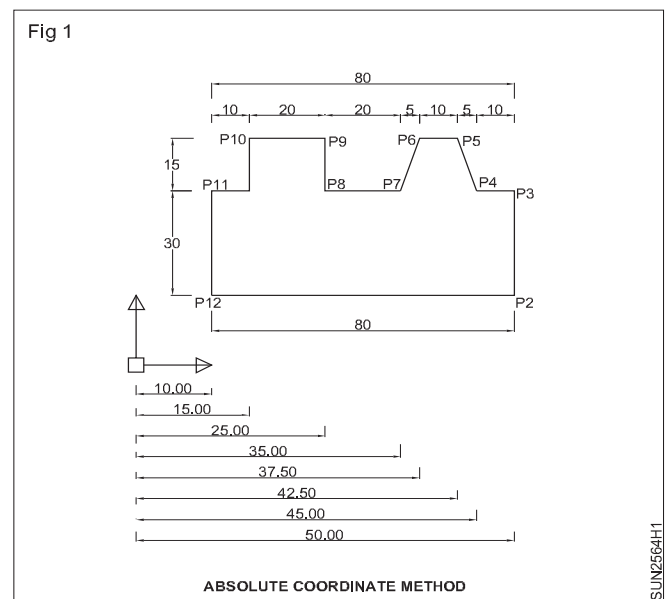 Fig 1
80
10 20 20 5 10 5 10
P10 P9 P6 P5
15
P11 P8 P7 P4 P3
30
P12 P2
80
10.00
15.00
25.00
35.00
37.50
42.50
45.00
50.00
ABSOLUTE COORDINATE METHOD
SUN2564H1